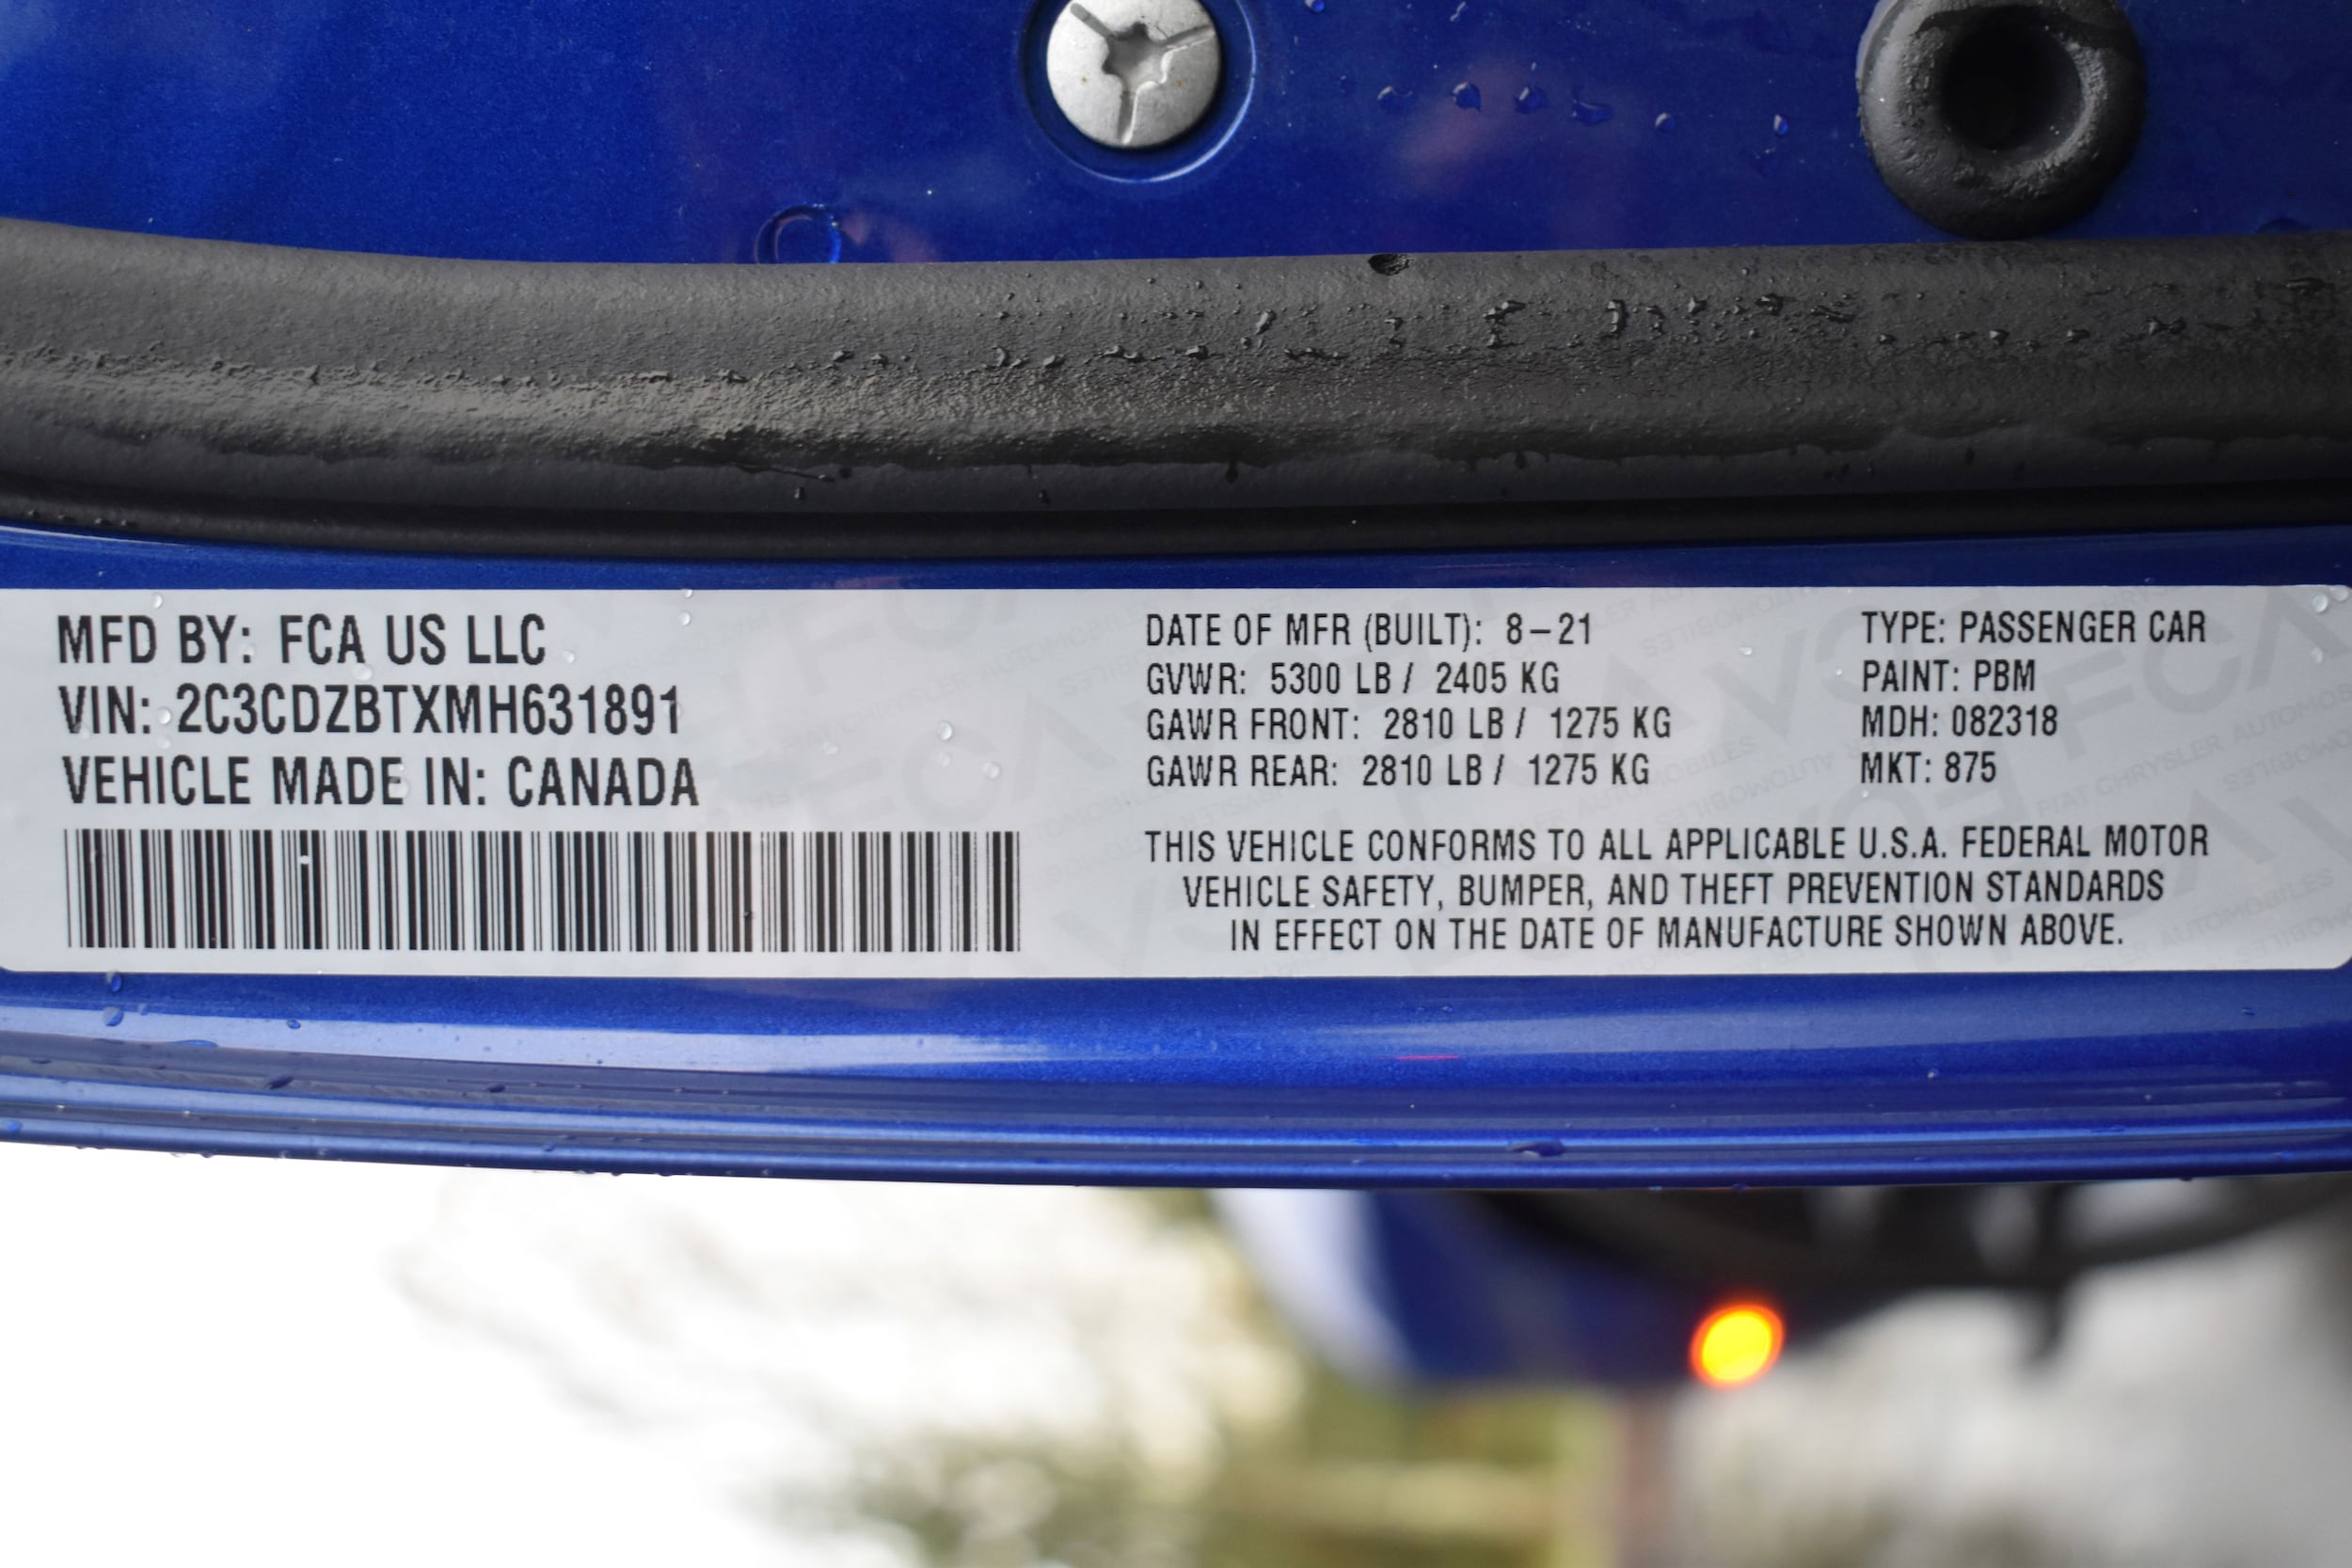 MFD BY: FCA US LLC
VIN: 2C3CDZBTXMH631891
VEHICLE MADE IN: CANADA
DATE OF MFR (BUILT): 8-21
GVWR: 5300 LB / 2405 KG
GAWR FRONT: 2810 LB / 1275 KG
GAWR REAR: 2810 LB / 1275 KG
TYPE: PASSENGER CAR
PAINT: PBM
MDH: 082318
MKT: 875
THIS VEHICLE CONFORMS TO ALL APPLICABLE U.S.A. FEDERAL MOTOR
VEHICLE SAFETY, BUMPER, AND THEFT PREVENTION STANDARDS
IN EFFECT ON THE DATE OF MANUFACTURE SHOWN ABOVE.